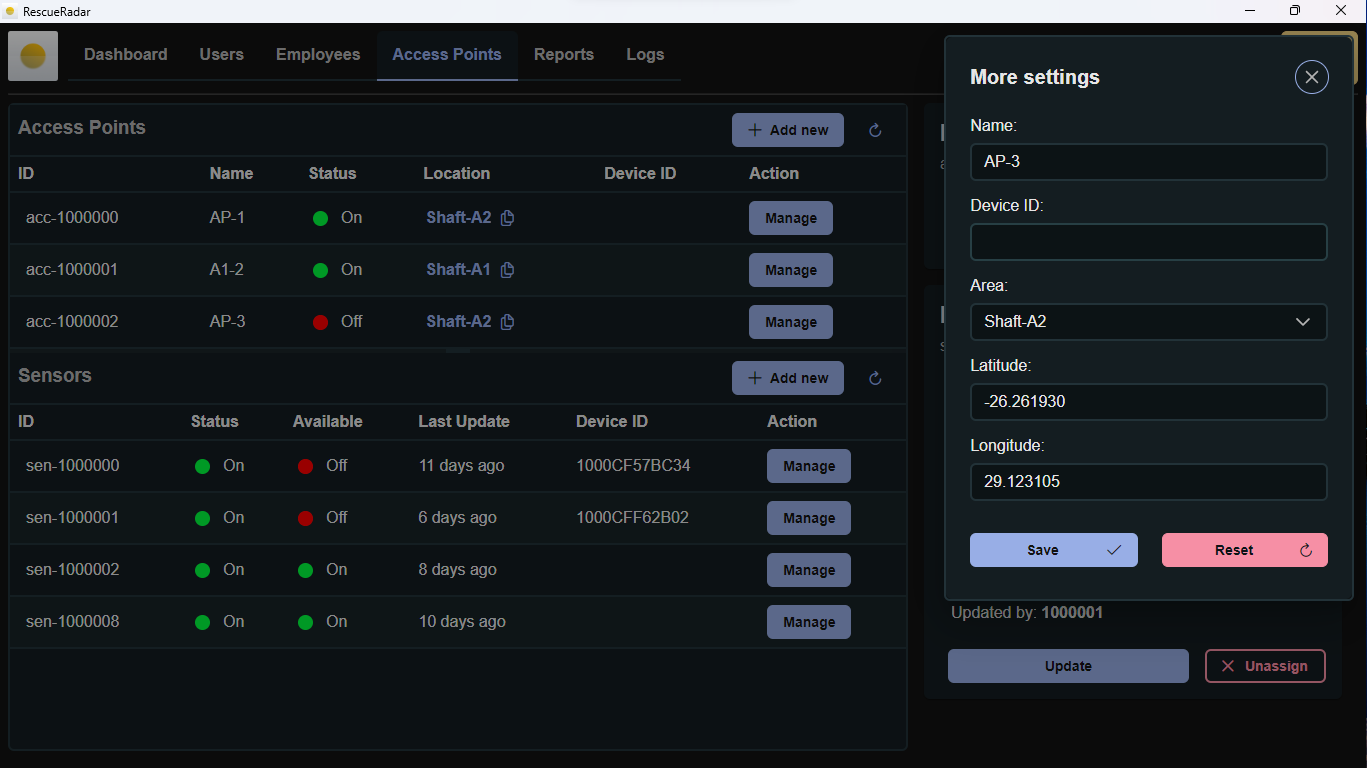 RescueRadar
Dashboard Users Employees Access Points Reports Logs
Access Points
Add new
ID Name Status Location Device ID Action
acc-1000000 AP-1 On Shaft-A2 Manage
acc-1000001 A1-2 On Shaft-A1 Manage
acc-1000002 AP-3 Off Shaft-A2 Manage
Sensors
Add new
ID Status Available Last Update Device ID Action
sen-1000000 On Off 11 days ago 1000CF57BC34 Manage
sen-1000001 On Off 6 days ago 1000CFF62B02 Manage
sen-1000002 On On 8 days ago Manage
sen-1000008 On On 10 days ago Manage
More settings
Name:
AP-3
Device ID:
Area:
Shaft-A2
Latitude:
-26.261930
Longitude:
29.123105
Save Reset
Updated by: 1000001
Update Unassign